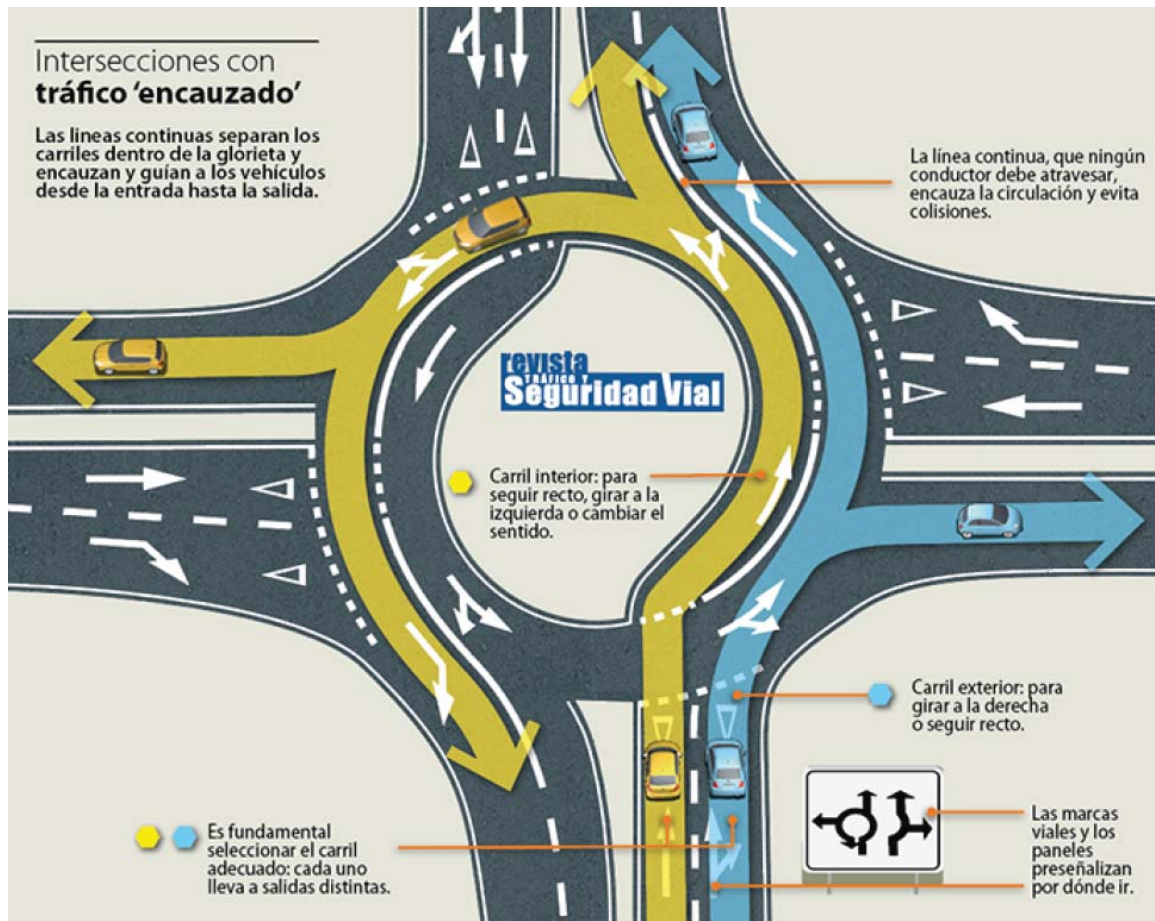 Intersecciones con
tráfico 'encauzado'
Las líneas continuas separan los
carriles dentro de la glorieta y
encauzan y guían a los vehículos
desde la entrada hasta la salida.
La línea continua, que ningún
conductor debe atravesar,
encauza la circulación y evita
colisiones.
revista
TRÁFICO Y
Seguridad Vial
Carril interior: para
seguir recto, girar a la
izquierda o cambiar el
sentido.
Carril exterior: para
girar a la derecha
o seguir recto.
Es fundamental
seleccionar el carril
adecuado: cada uno
lleva a salidas distintas.
Las marcas
viales y los
paneles
preseñalizan
por dónde ir.